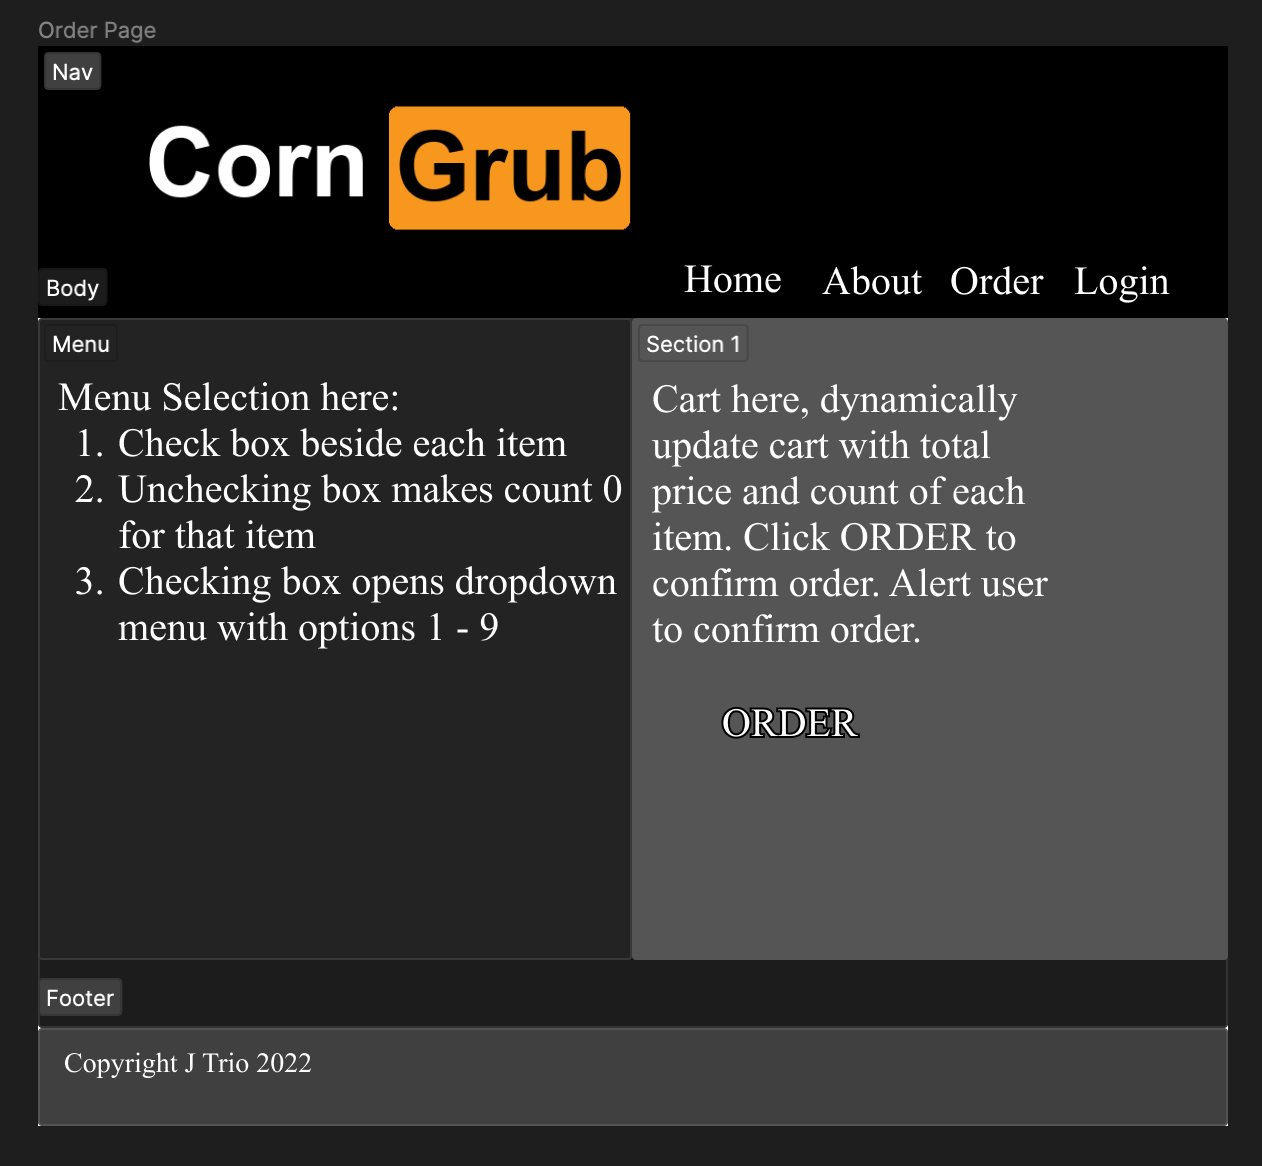 Order Page
Nav
Corn Grub
Home About Order Login
Body
Menu
Menu Selection here:
1. Check box beside each item
2. Unchecking box makes count 0
for that item
3. Checking box opens dropdown
menu with options 1 - 9
Section 1
Cart here, dynamically
update cart with total
price and count of each
item. Click ORDER to
confirm order. Alert user
to confirm order.
ORDER
Footer
Copyright J Trio 2022